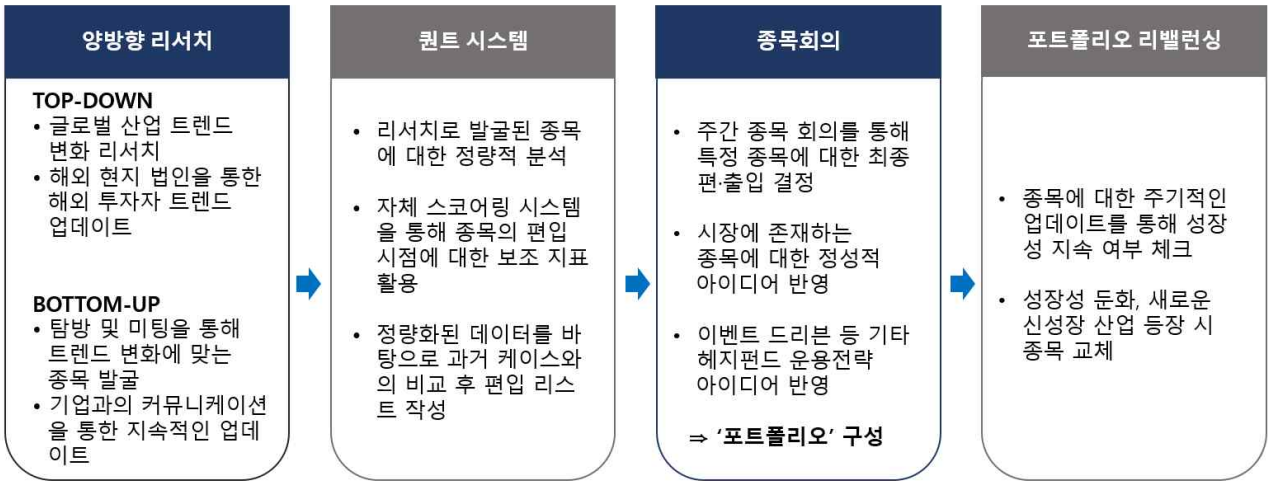 양방향 리서치
TOP-DOWN
• 글로벌 산업 트렌드
변화 리서치
• 해외 현지 법인을 통한
해외 투자자 트렌드
업데이트
BOTTOM-UP
• 탐방 및 미팅을 통해
트렌드 변화에 맞는
종목 발굴
• 기업과의 커뮤니케이션
을 통한 지속적인 업데
이트
퀀트 시스템
• 리서치로 발굴된 종목
에 대한 정량적 분석
• 자체 스코어링 시스템
을 통해 종목의 편입
시점에 대한 보조 지표
활용
• 정량화된 데이터를 바
탕으로 과거 케이스와
의 비교 후 편입 리스
트 작성
종목회의
• 주간 종목 회의를 통해
특정 종목에 대한 최종
편·출입 결정
• 시장에 존재하는
종목에 대한 정성적
아이디어 반영
• 이벤트 드리븐 등 기타
헤지펀드 운용전략
아이디어 반영
⇒ ‘포트폴리오’ 구성
포트폴리오 리밸런싱
• 종목에 대한 주기적인
업데이트를 통해 성장
성 지속 여부 체크
• 성장성 둔화, 새로운
신성장 산업 등장 시
종목 교체